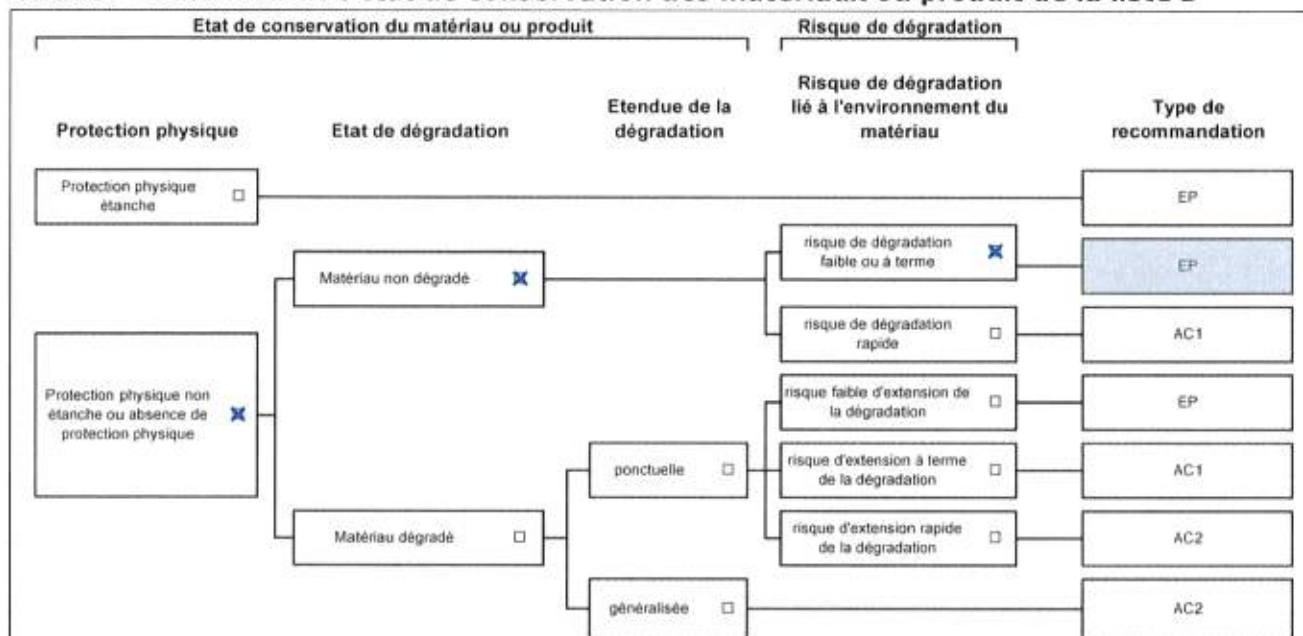 Etat de conservation du matériau ou produit
Risque de dégradation
Protection physique
Etat de dégradation
Etendue de la
dégradation
Risque de dégradation
lié à l'environnement du
matériau
Type de
recommandation
Protection physique
étanche
EP
Matériau non dégradé
risque de dégradation
faible ou à terme
EP
risque de dégradation
rapide
AC1
Protection physique non
étanche ou absence de
protection physique
risque faible d'extension de
la dégradation
EP
ponctuelle
risque d'extension à terme
de la dégradation
AC1
Matériau dégradé
risque d'extension rapide
de la dégradation
AC2
généralisée
AC2